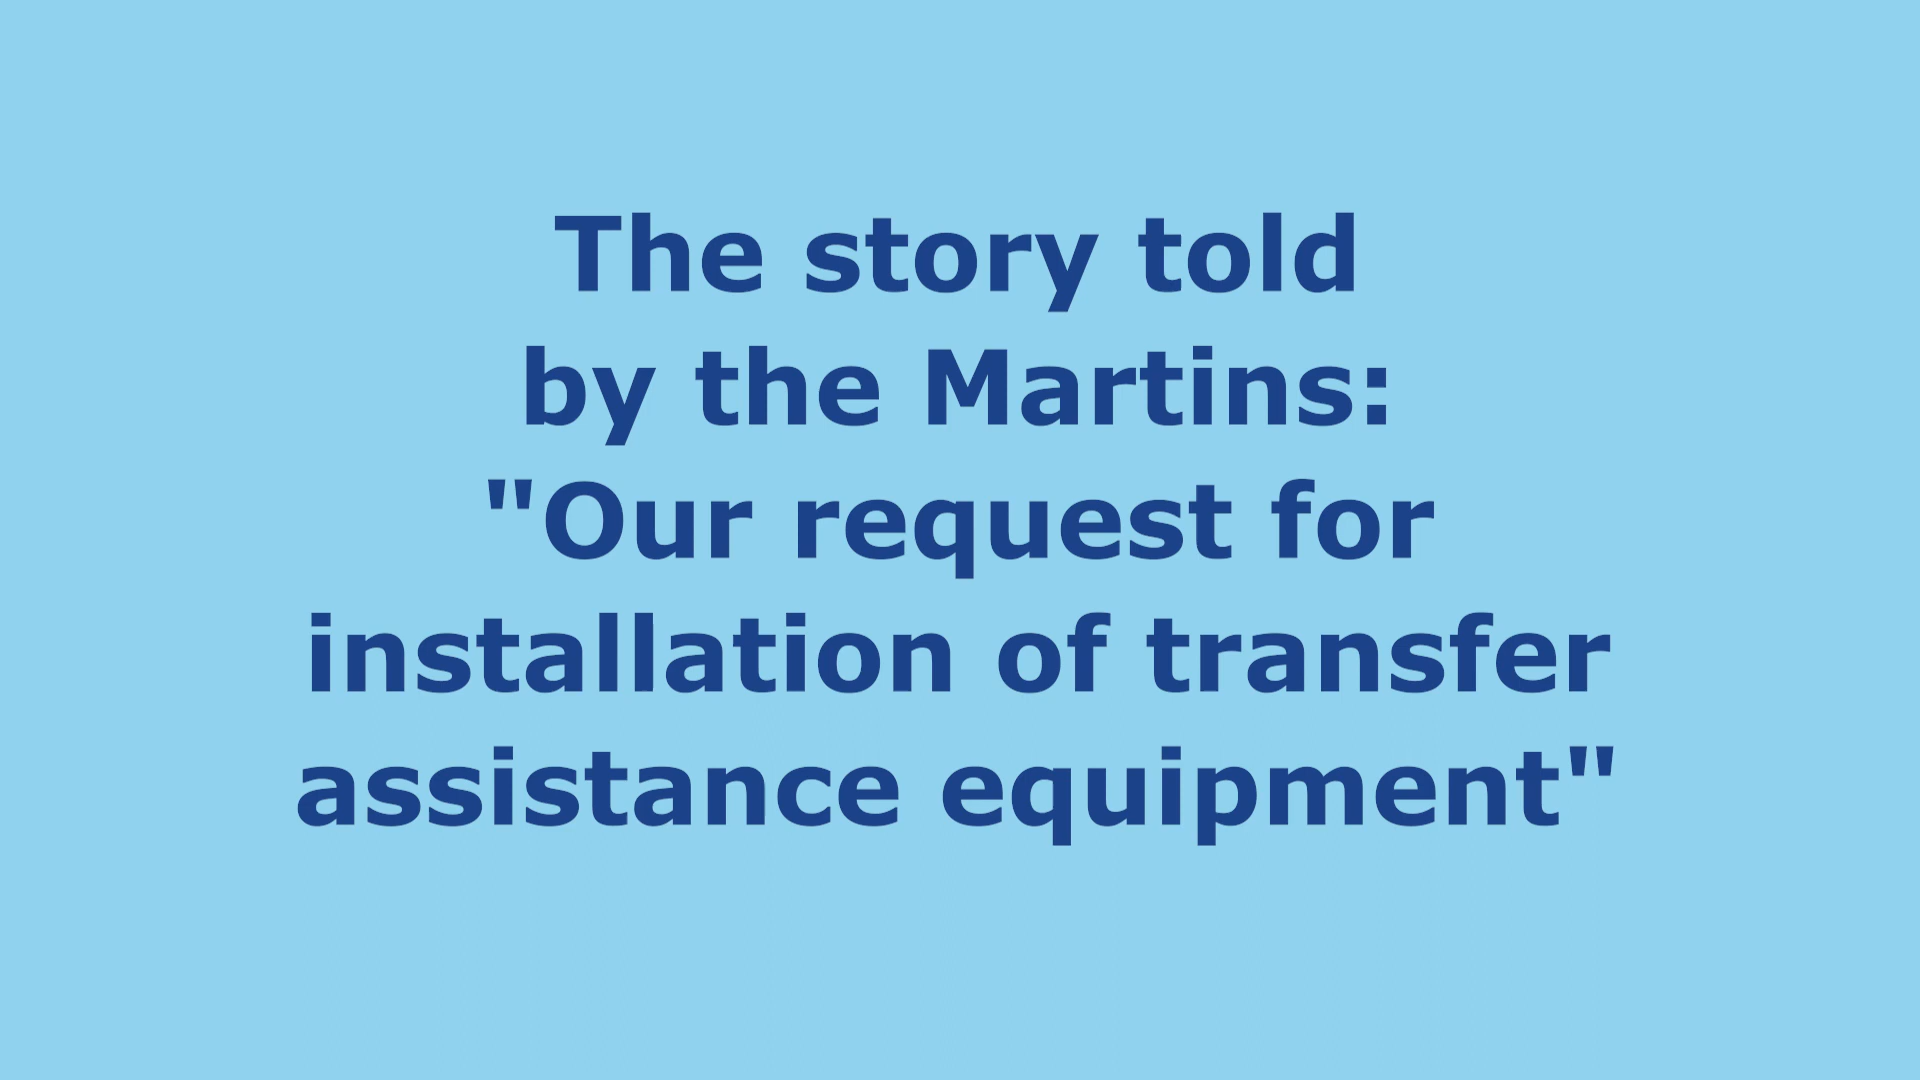 The story told
by the Martins:
"Our request for
installation of transfer
assistance equipment"